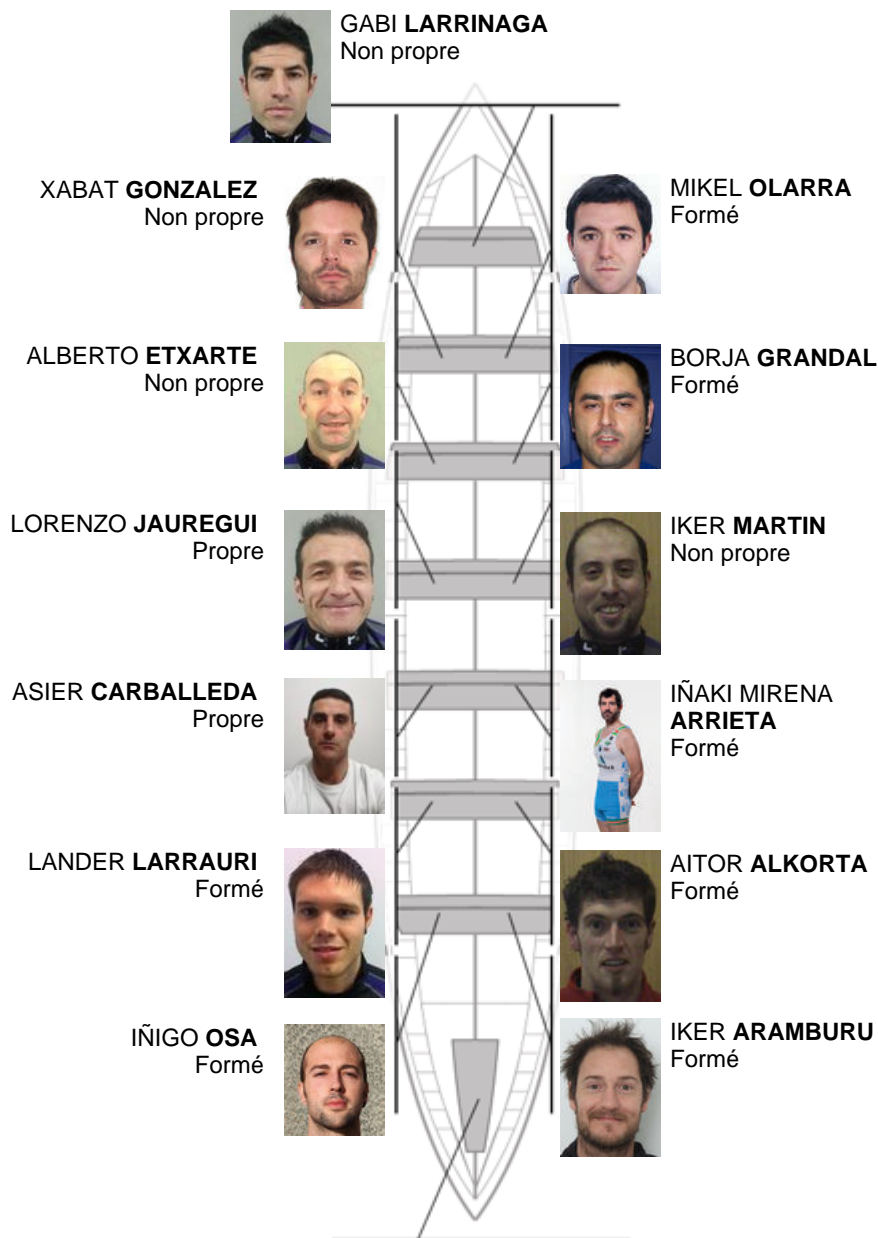 GABI LARRINAGA
Non propre
XABAT GONZALEZ
Non propre
MIKEL OLARRA
Formé
ALBERTO ETXARTE
Non propre
BORJA GRANDAL
Formé
LORENZO JAUREGUI
Propre
IKER MARTIN
Non propre
ASIER CARBALLEDA
Propre
IÑAKI MIRENA
ARRIETA
Formé
LANDER LARRAURI
Formé
AITOR ALKORTA
Formé
IÑIGO OSA
Formé
IKER ARAMBURU
Formé